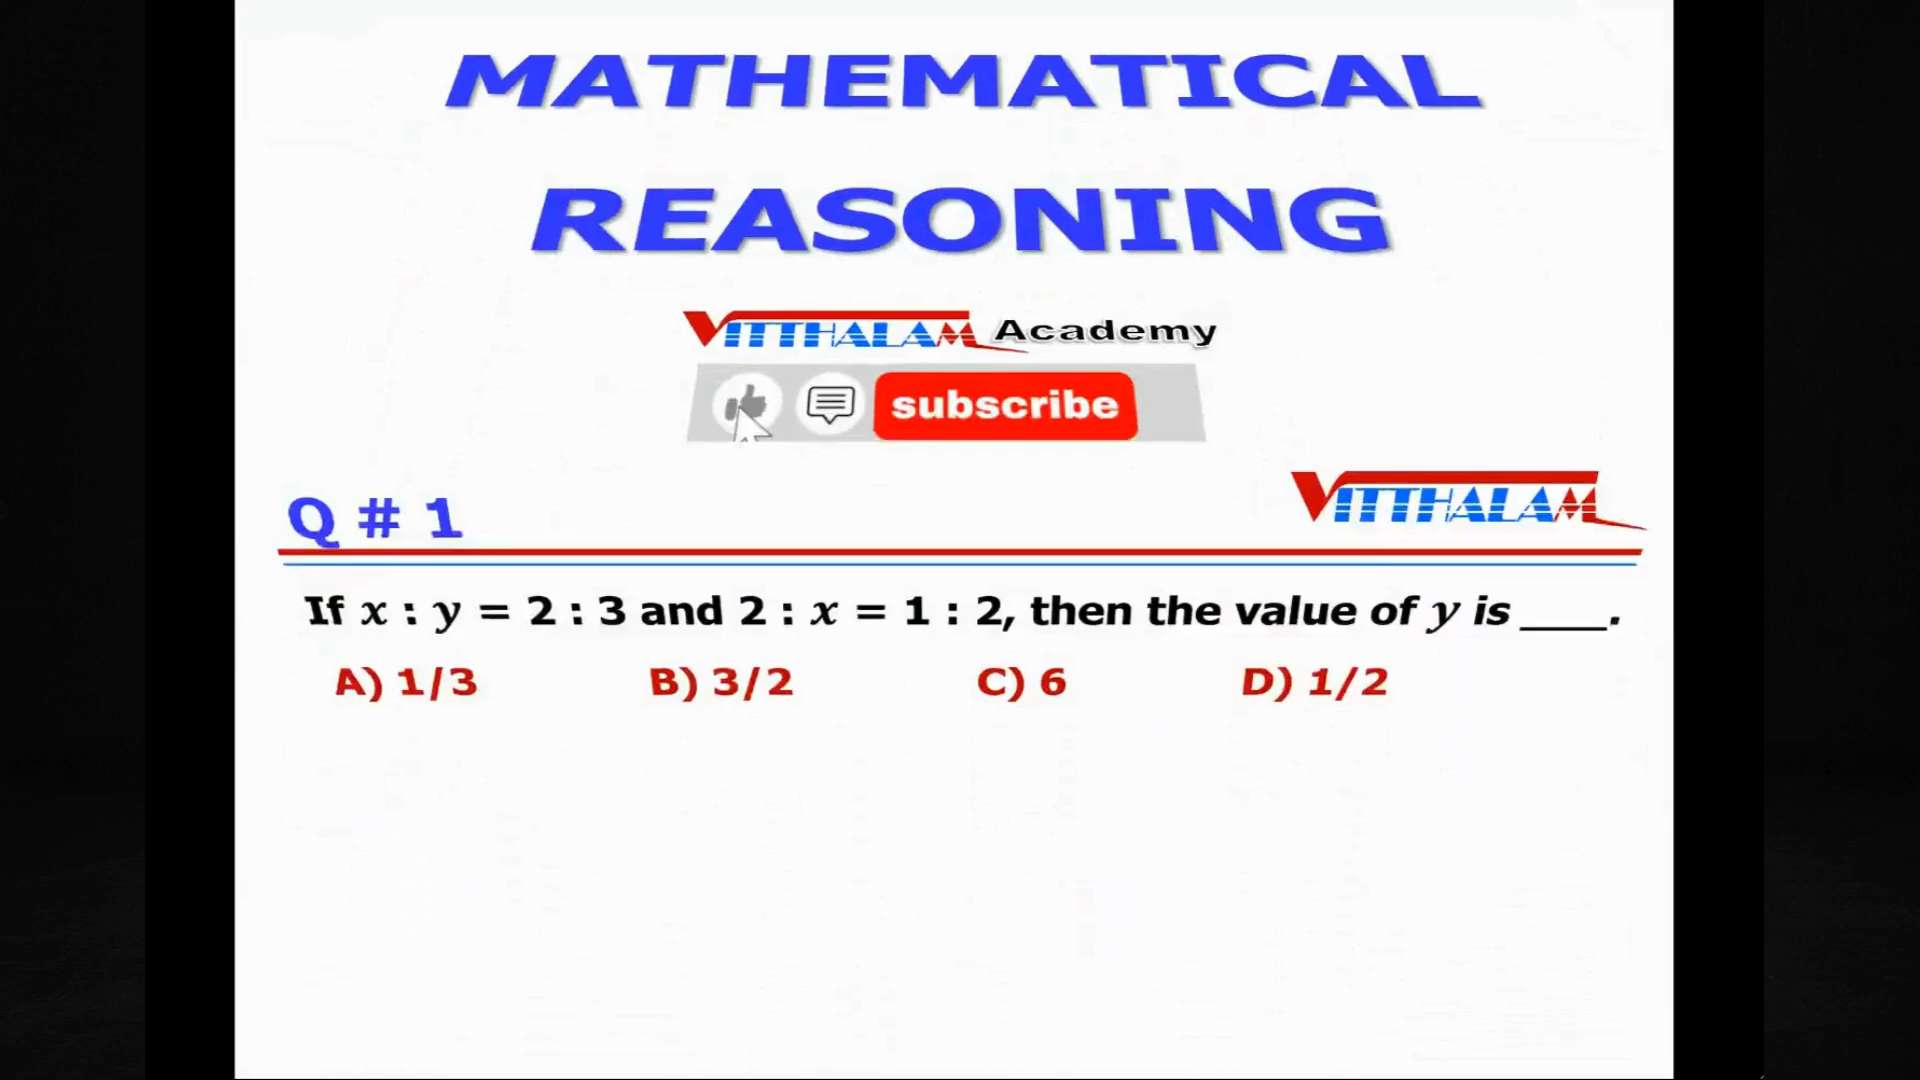 MATHEMATICAL
REASONING
VITTHALAM Academy
subscribe
VITTHALAM
Q # 1
If x : y = 2 : 3 and 2 : x = 1 : 2, then the value of y is ____.
A) 1/3 B) 3/2 C) 6 D) 1/2